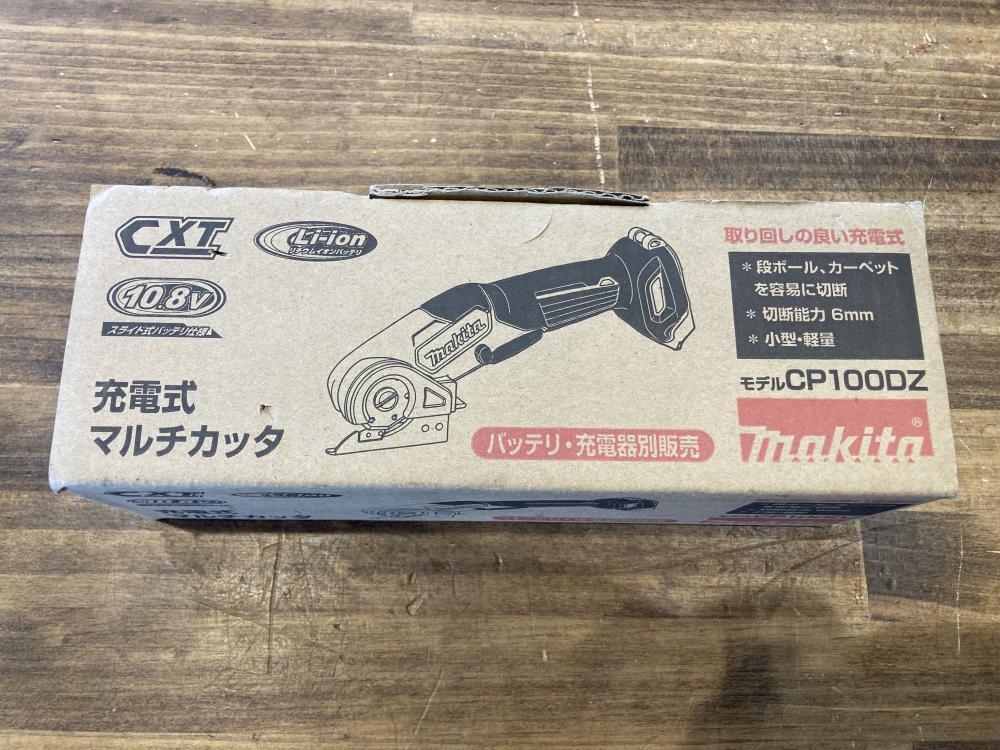 CXT
Li-ion
リチウムイオンバッテリ
10.8V
スライド式バッテリ仕様
充電式
マルチカッタ
makita
バッテリ・充電器別販売
取り回しの良い充電式
＊段ボール、カーペット
を容易に切断
＊切断能力 6mm
＊小型・軽量
モデルCP100DZ
makita®
CXT
Li-ion